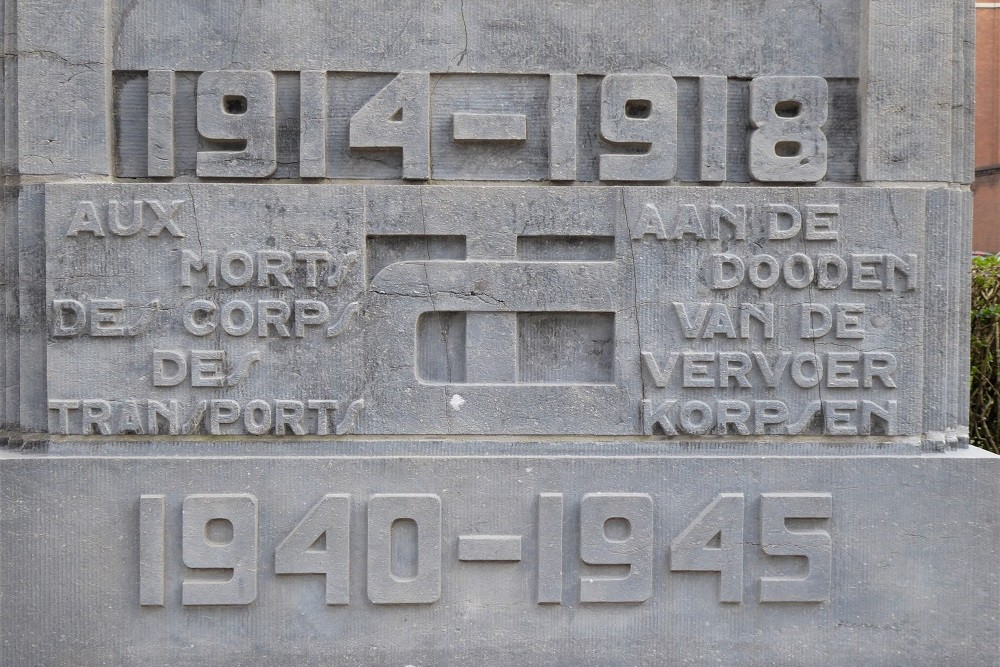 1914-1918
AUX
MORTS
DES CORPS
DES
TRANSPORTS
AAN DE
DOODEN
VAN DE
VERVOER
KORPSEN
1940-1945